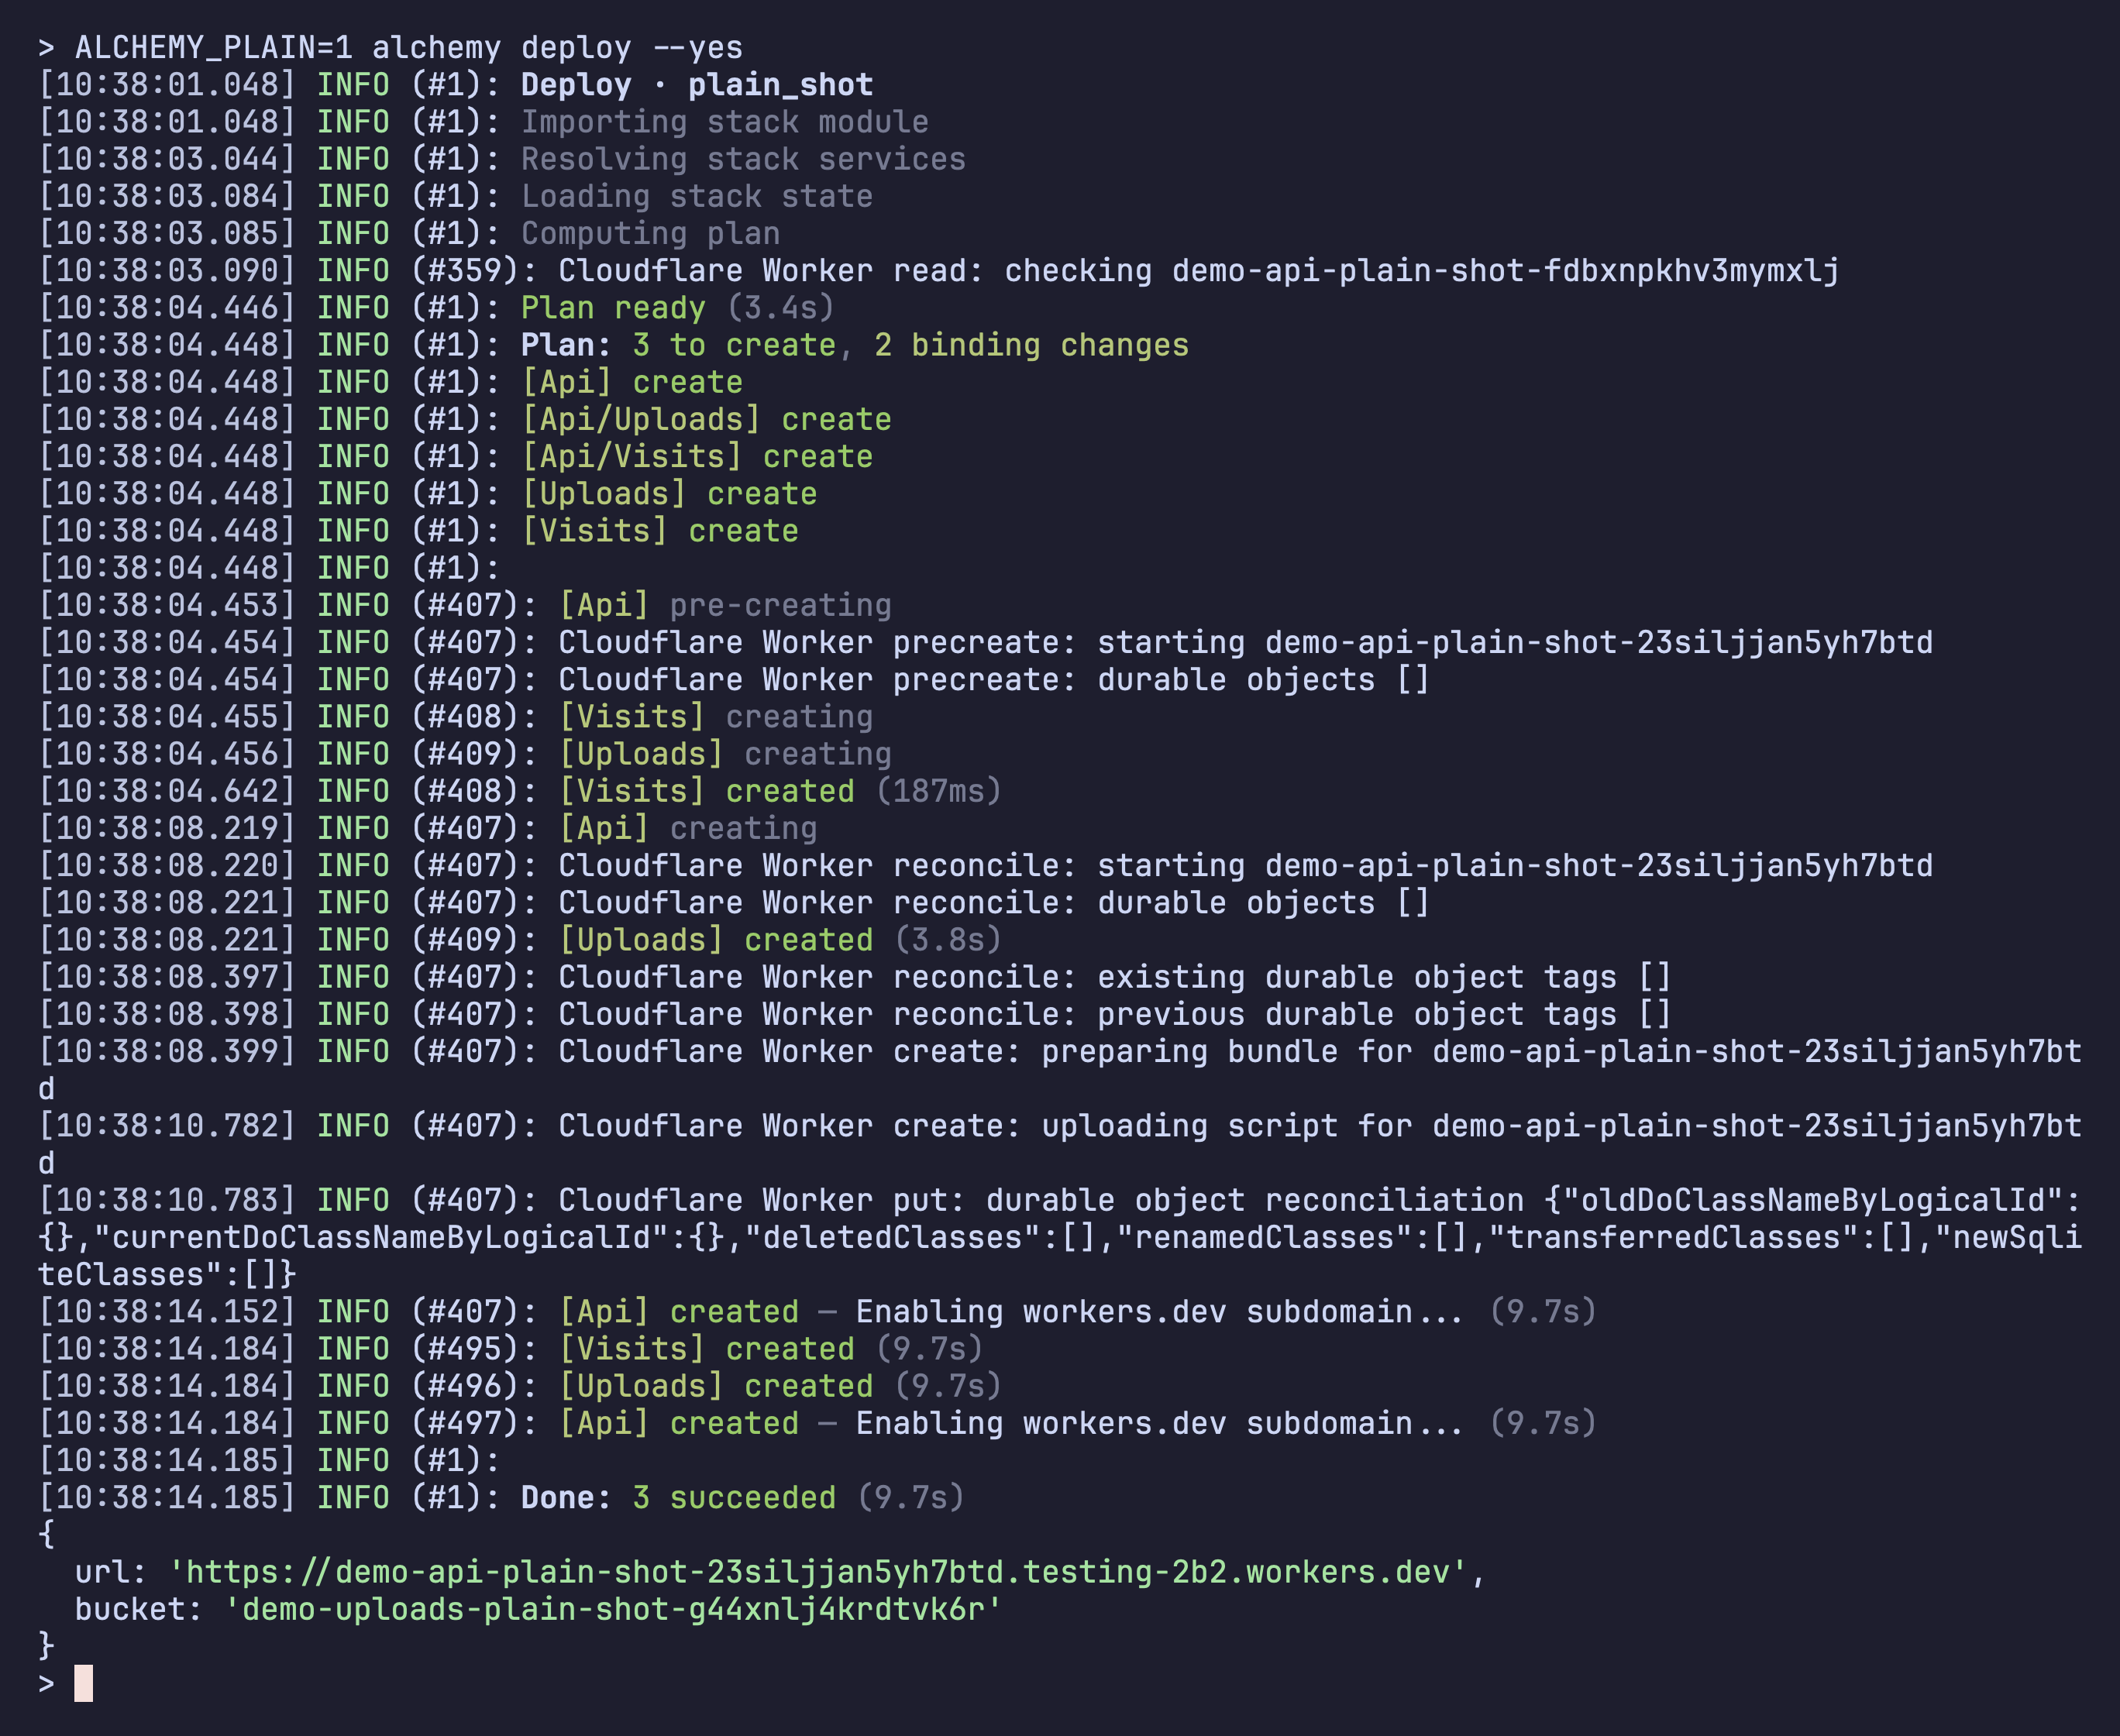 > ALCHEMY_PLAIN=1 alchemy deploy --yes
[10:38:01.048] INFO (#1): Deploy · plain_shot
[10:38:01.048] INFO (#1): Importing stack module
[10:38:03.044] INFO (#1): Resolving stack services
[10:38:03.084] INFO (#1): Loading stack state
[10:38:03.085] INFO (#1): Computing plan
[10:38:03.090] INFO (#359): Cloudflare Worker read: checking demo-api-plain-shot-fdbxnpkhv3mymxlj
[10:38:04.446] INFO (#1): Plan ready (3.4s)
[10:38:04.448] INFO (#1): Plan: 3 to create, 2 binding changes
[10:38:04.448] INFO (#1): [Api] create
[10:38:04.448] INFO (#1): [Api/Uploads] create
[10:38:04.448] INFO (#1): [Api/Visits] create
[10:38:04.448] INFO (#1): [Uploads] create
[10:38:04.448] INFO (#1): [Visits] create
[10:38:04.448] INFO (#1):
[10:38:04.453] INFO (#407): [Api] pre-creating
[10:38:04.454] INFO (#407): Cloudflare Worker precreate: starting demo-api-plain-shot-23siljjan5yh7btd
[10:38:04.454] INFO (#407): Cloudflare Worker precreate: durable objects []
[10:38:04.455] INFO (#408): [Visits] creating
[10:38:04.456] INFO (#409): [Uploads] creating
[10:38:04.642] INFO (#408): [Visits] created (187ms)
[10:38:08.219] INFO (#407): [Api] creating
[10:38:08.220] INFO (#407): Cloudflare Worker reconcile: starting demo-api-plain-shot-23siljjan5yh7btd
[10:38:08.221] INFO (#407): Cloudflare Worker reconcile: durable objects []
[10:38:08.221] INFO (#409): [Uploads] created (3.8s)
[10:38:08.397] INFO (#407): Cloudflare Worker reconcile: existing durable object tags []
[10:38:08.398] INFO (#407): Cloudflare Worker reconcile: previous durable object tags []
[10:38:08.399] INFO (#407): Cloudflare Worker create: preparing bundle for demo-api-plain-shot-23siljjan5yh7bt
d
[10:38:10.782] INFO (#407): Cloudflare Worker create: uploading script for demo-api-plain-shot-23siljjan5yh7bt
d
[10:38:10.783] INFO (#407): Cloudflare Worker put: durable object reconciliation {"oldDoClassNameByLogicalId":
{},"currentDoClassNameByLogicalId":{},"deletedClasses":[],"renamedClasses":[],"transferredClasses":[],"newSqli
teClasses":[]}
[10:38:14.152] INFO (#407): [Api] created — Enabling workers.dev subdomain... (9.7s)
[10:38:14.184] INFO (#495): [Visits] created (9.7s)
[10:38:14.184] INFO (#496): [Uploads] created (9.7s)
[10:38:14.184] INFO (#497): [Api] created — Enabling workers.dev subdomain... (9.7s)
[10:38:14.185] INFO (#1):
[10:38:14.185] INFO (#1): Done: 3 succeeded (9.7s)
{
  url: 'https://demo-api-plain-shot-23siljjan5yh7btd.testing-2b2.workers.dev',
  bucket: 'demo-uploads-plain-shot-g44xnlj4krdtvk6r'
}
>